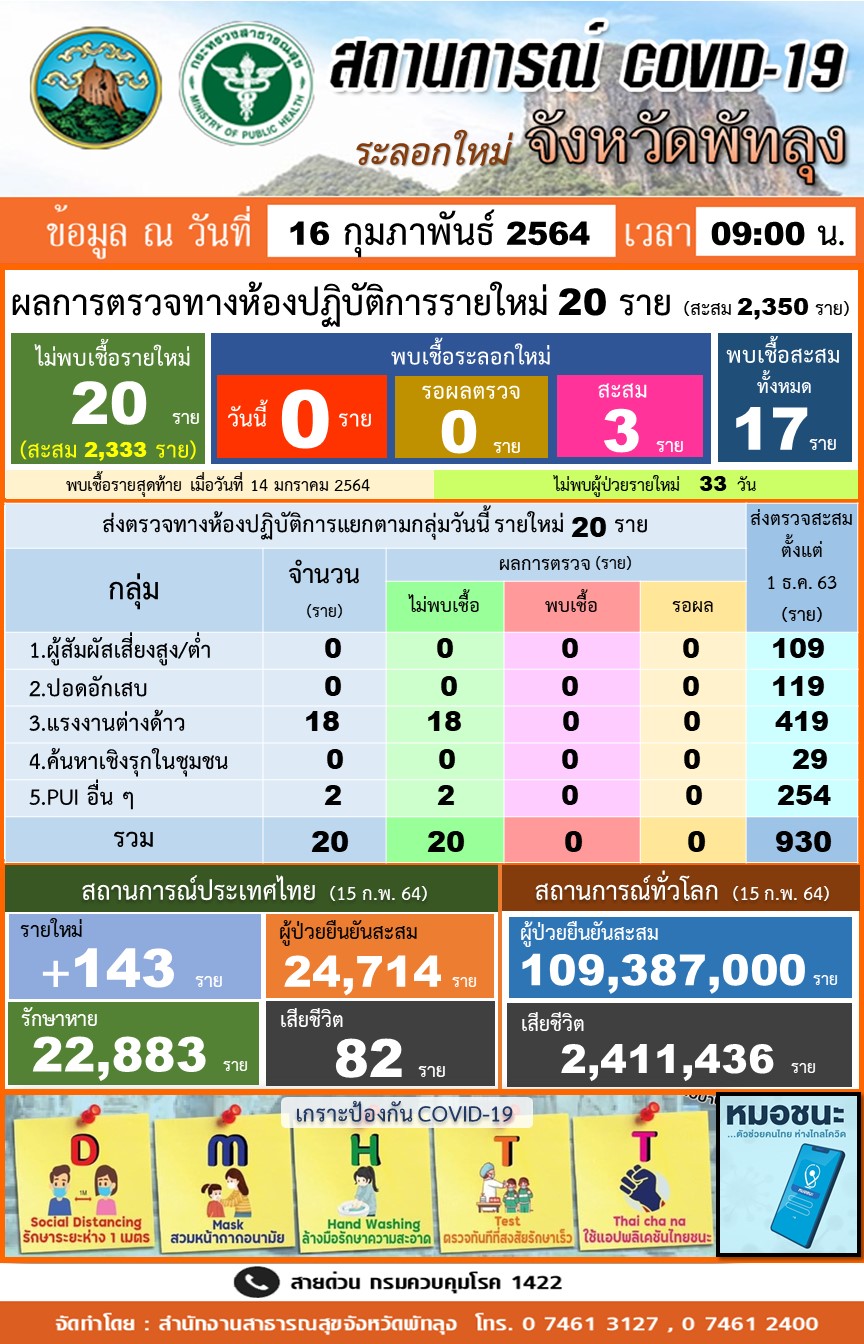 กระทรวงสาธารณสุข
MINISTRY OF PUBLIC HEALTH
สถานการณ์ COVID-19
ระลอกใหม่ จังหวัดพัทลุง
ข้อมูล ณ วันที่ 16 กุมภาพันธ์ 2564 เวลา 09:00 น.
ผลการตรวจทางห้องปฏิบัติการรายใหม่ 20 ราย (สะสม 2,350 ราย)
ไม่พบเชื้อรายใหม่
20 ราย
(สะสม 2,333 ราย)
พบเชื้อระลอกใหม่
วันนี้ 0 ราย
รอผลตรวจ
0 ราย
สะสม
3 ราย
พบเชื้อสะสม
ทั้งหมด
17 ราย
พบเชื้อรายสุดท้าย เมื่อวันที่ 14 มกราคม 2564
ไม่พบผู้ป่วยรายใหม่ 33 วัน
ส่งตรวจทางห้องปฏิบัติการแยกตามกลุ่มวันนี้ รายใหม่ 20 ราย
ส่งตรวจสะสม
ตั้งแต่
1 ธ.ค. 63
(ราย)
กลุ่ม
จำนวน
(ราย)
ผลการตรวจ (ราย)
ไม่พบเชื้อ พบเชื้อ รอผล
1.ผู้สัมผัสเสี่ยงสูง/ต่ำ 0 0 0 0 109
2.ปอดอักเสบ 0 0 0 0 119
3.แรงงานต่างด้าว 18 18 0 0 419
4.ค้นหาเชิงรุกในชุมชน 0 0 0 0 29
5.PUI อื่น ๆ 2 2 0 0 254
รวม 20 20 0 0 930
สถานการณ์ประเทศไทย (15 ก.พ. 64)
รายใหม่
+143 ราย
ผู้ป่วยยืนยันสะสม
24,714 ราย
รักษาหาย
22,883 ราย
เสียชีวิต
82 ราย
สถานการณ์ทั่วโลก (15 ก.พ. 64)
ผู้ป่วยยืนยันสะสม
109,387,000 ราย
เสียชีวิต
2,411,436 ราย
เกราะป้องกัน COVID-19
D
1M
Social Distancing
รักษาระยะห่าง 1 เมตร
M
Mask
สวมหน้ากากอนามัย
H
Hand Washing
ล้างมือรักษาความสะอาด
T
Test
ตรวจทันทีที่สงสัยรักษาเร็ว
T
Thai cha na
ใช้แอปพลิเคชันไทยชนะ
หมอชนะ
...ตัวช่วยคนไทย ห่างไกลโควิด
สายด่วน กรมควบคุมโรค 1422
จัดทำโดย : สำนักงานสาธารณสุขจังหวัดพัทลุง โทร. 0 7461 3127 , 0 7461 2400